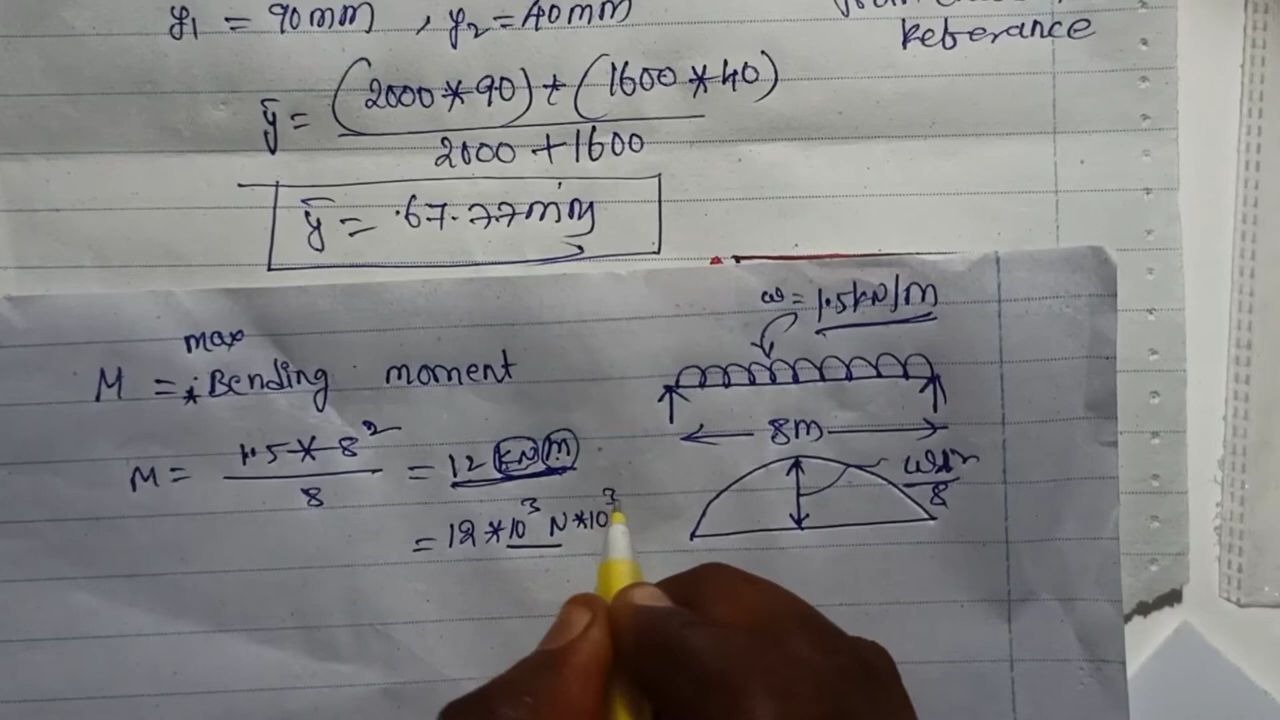 y₁ = 90mm , y₂ = 40mm
keberance
ȳ = (2000 * 90) + (1600 * 40)
2000 + 1600
ȳ = 67.77mm
ω = 1.5kN/m
max
M = Bending moment
8m
M = 1.5 * 8² / 8 = 12 kN m
ωl²/8
= 12 * 10³ N * 10³